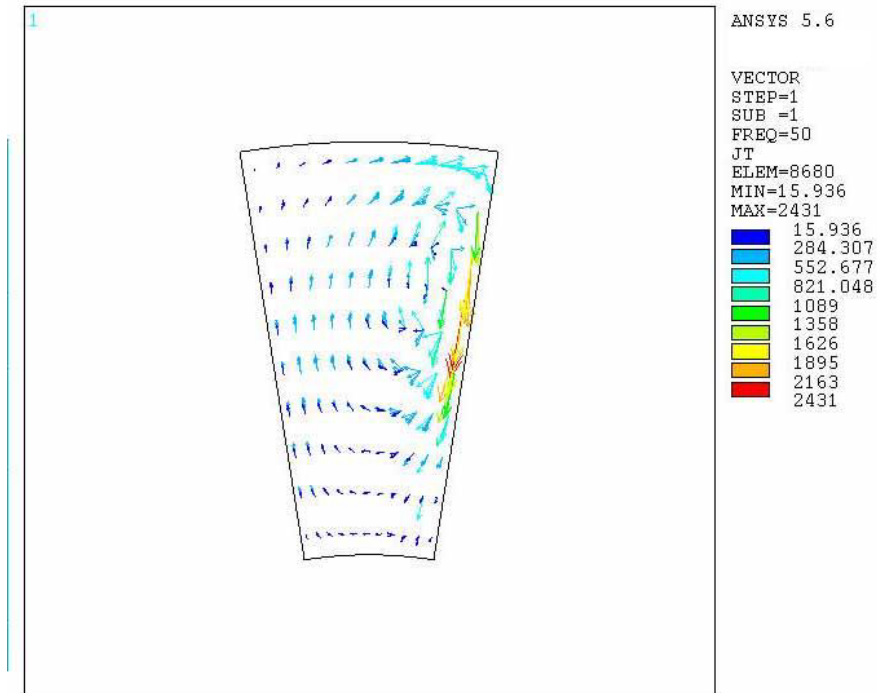 1
ANSYS 5.6
VECTOR
STEP=1
SUB =1
FREQ=50
JT
ELEM=8680
MIN=15.936
MAX=2431
15.936
284.307
552.677
821.048
1089
1358
1626
1895
2163
2431